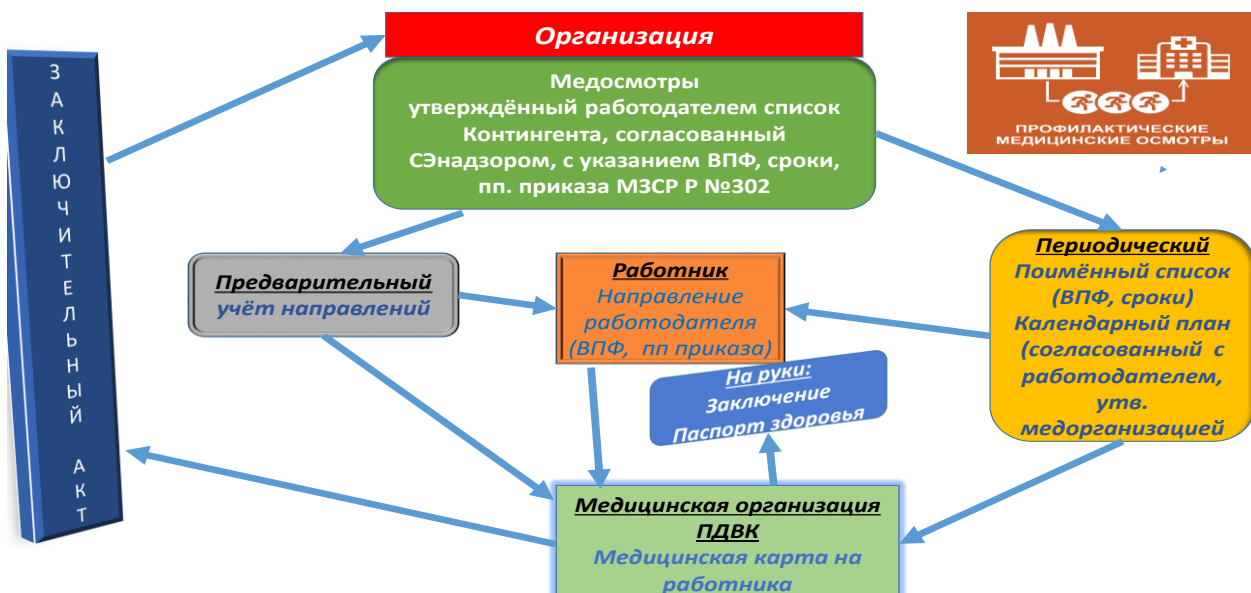 Организация
Медосмотры
утверждённый работодателем список
Контингента, согласованный
СЭнадзором, с указанием ВПФ, сроки,
пп. приказа МЗСР Р №302
ПРОФИЛАКТИЧЕСКИЕ
МЕДИЦИНСКИЕ ОСМОТРЫ
ЗАКЛЮЧИТЕЛЬНЫЙ АКТ
Предварительный
учёт направлений
Работник
Направление
работодателя
(ВПФ, пп приказа)
Периодический
Поимённый список
(ВПФ, сроки)
Календарный план
(согласованный с
работодателем,
утв.
медорганизацией
На руки:
Заключение
Паспорт здоровья
Медицинская организация
ПДВК
Медицинская карта на
работника